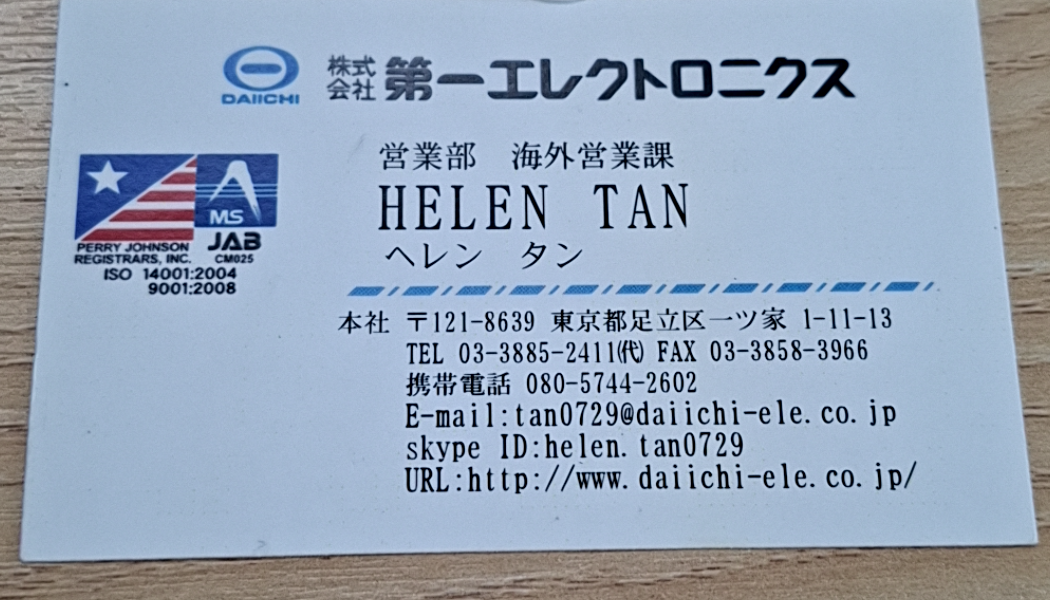 DAIICHI
株式会社 第一エレクトロニクス
営業部　海外営業課
HELEN TAN
ヘレン　タン
MS
PERRY JOHNSON
REGISTRARS, INC.
JAB
CM025
ISO 14001:2004
9001:2008
本社 〒121-8639 東京都足立区一ツ家 1-11-13
TEL 03-3885-2411㈹ FAX 03-3858-3966
携帯電話 080-5744-2602
E-mail:tan0729@daiichi-ele.co.jp
skype ID:helen.tan0729
URL:http://www.daiichi-ele.co.jp/